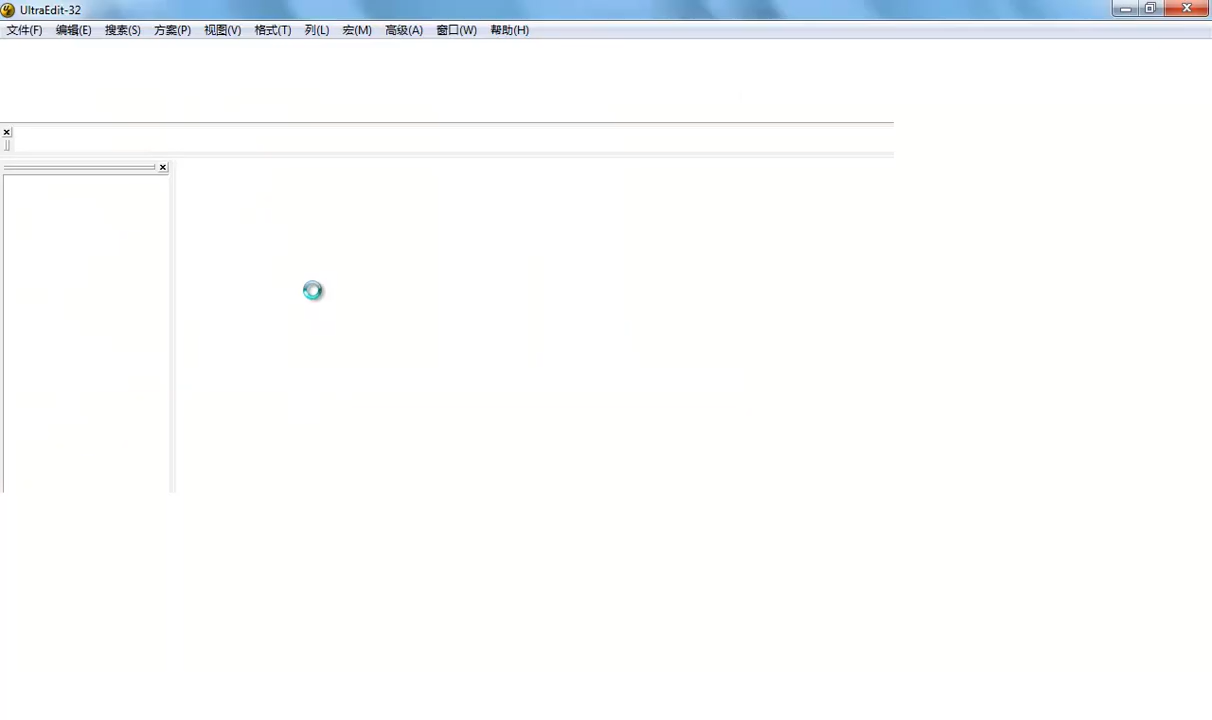 UltraEdit-32
文件(F) 编辑(E) 搜索(S) 方案(P) 视图(V) 格式(T) 列(L) 宏(M) 高级(A) 窗口(W) 帮助(H)